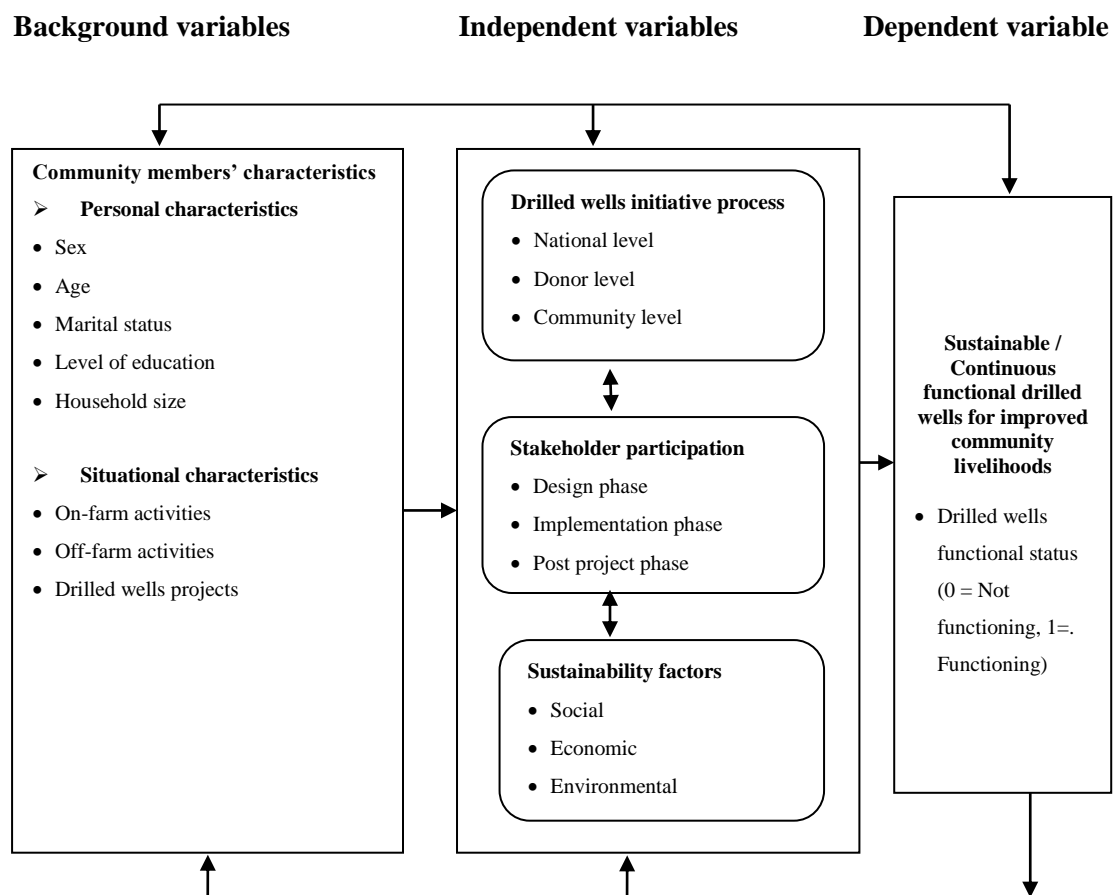 Background variables
Independent variables
Dependent variable
Community members’ characteristics
➢ Personal characteristics
• Sex
• Age
• Marital status
• Level of education
• Household size
➢ Situational characteristics
• On-farm activities
• Off-farm activities
• Drilled wells projects
Drilled wells initiative process
• National level
• Donor level
• Community level
Stakeholder participation
• Design phase
• Implementation phase
• Post project phase
Sustainability factors
• Social
• Economic
• Environmental
Sustainable /
Continuous
functional drilled
wells for improved
community
livelihoods
• Drilled wells
functional status
(0 = Not
functioning, 1=.
Functioning)